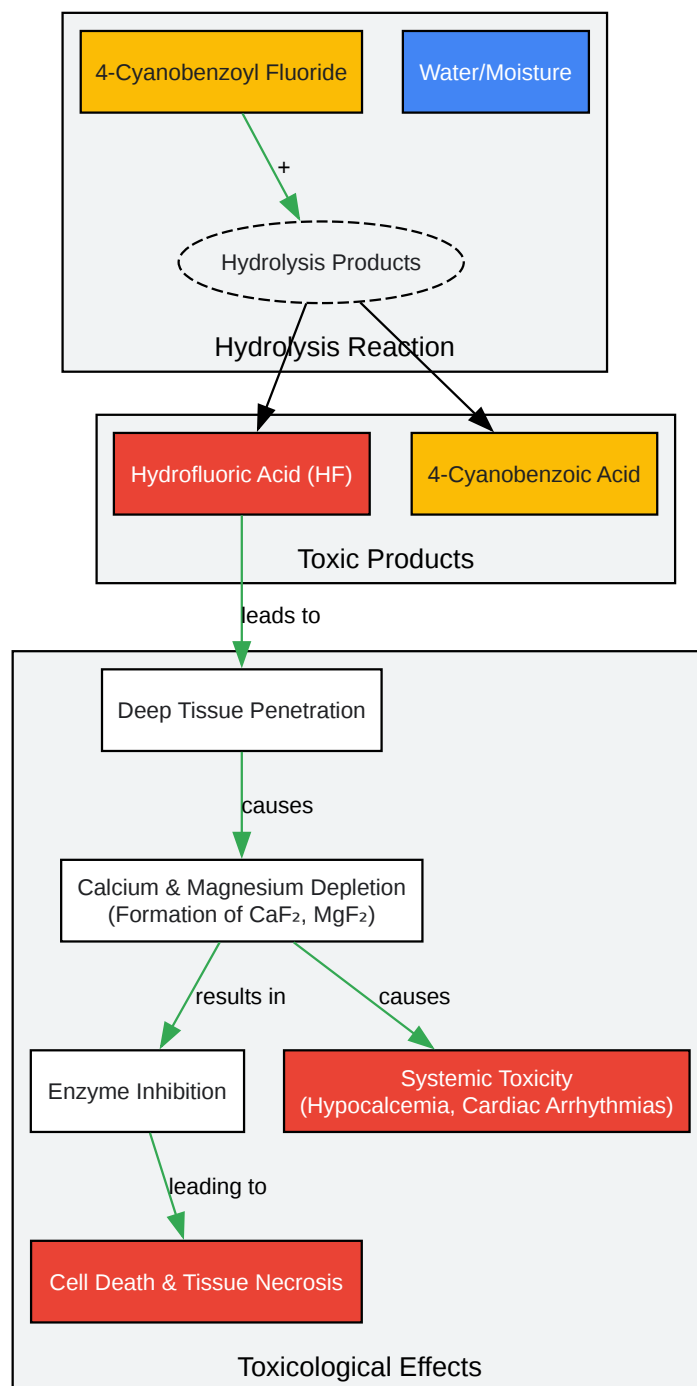 4-Cyanobenzoyl Fluoride
Water/Moisture
+
Hydrolysis Products
Hydrolysis Reaction
Hydrofluoric Acid (HF)
4-Cyanobenzoic Acid
Toxic Products
leads to
Deep Tissue Penetration
causes
Calcium & Magnesium Depletion
(Formation of CaF₂, MgF₂)
results in
causes
Enzyme Inhibition
Systemic Toxicity
(Hypocalcemia, Cardiac Arrhythmias)
leading to
Cell Death & Tissue Necrosis
Toxicological Effects